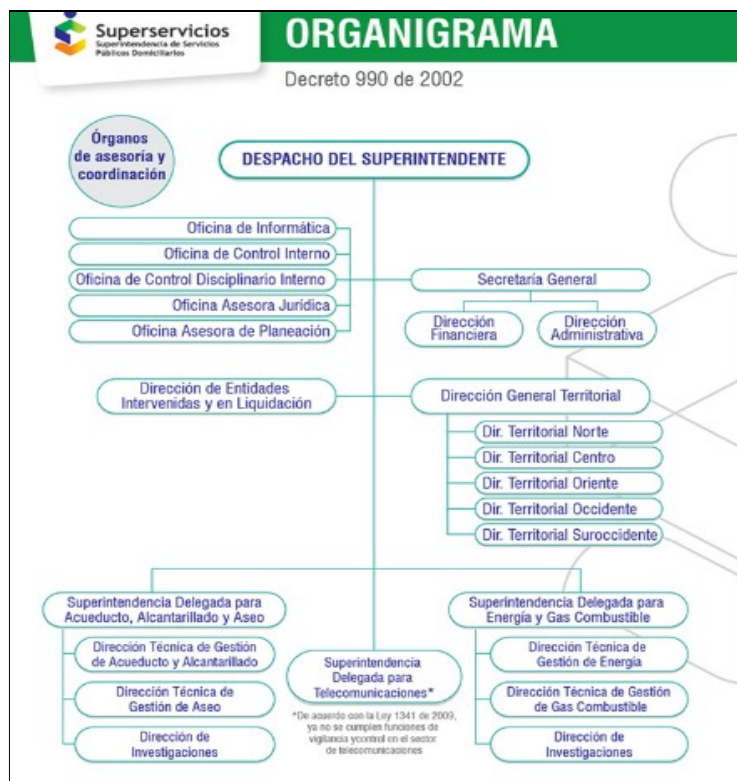 Superservicios
Superintendencia de Servicios
Públicos Domiciliarios
ORGANIGRAMA
Decreto 990 de 2002
Órganos
de asesoría y
coordinación
DESPACHO DEL SUPERINTENDENTE
Oficina de Informática
Oficina de Control Interno
Oficina de Control Disciplinario Interno
Oficina Asesora Jurídica
Oficina Asesora de Planeación
Secretaría General
Dirección
Financiera
Dirección
Administrativa
Dirección de Entidades
Intervenidas y en Liquidación
Dirección General Territorial
Dir. Territorial Norte
Dir. Territorial Centro
Dir. Territorial Oriente
Dir. Territorial Occidente
Dir. Territorial Suroccidente
Superintendencia Delegada para
Acueducto, Alcantarillado y Aseo
Dirección Técnica de Gestión
de Acueducto y Alcantarillado
Dirección Técnica de
Gestión de Aseo
Dirección de
Investigaciones
Superintendencia
Delegada para
Telecomunicaciones*
*De acuerdo con la Ley 1341 de 2009,
ya no se cumplen funciones de
vigilancia ycontrol en el sector
de telecomunicaciones
Superintendencia Delegada para
Energía y Gas Combustible
Dirección Técnica de
Gestión de Energía
Dirección Técnica de Gestión
de Gas Combustible
Dirección de
Investigaciones